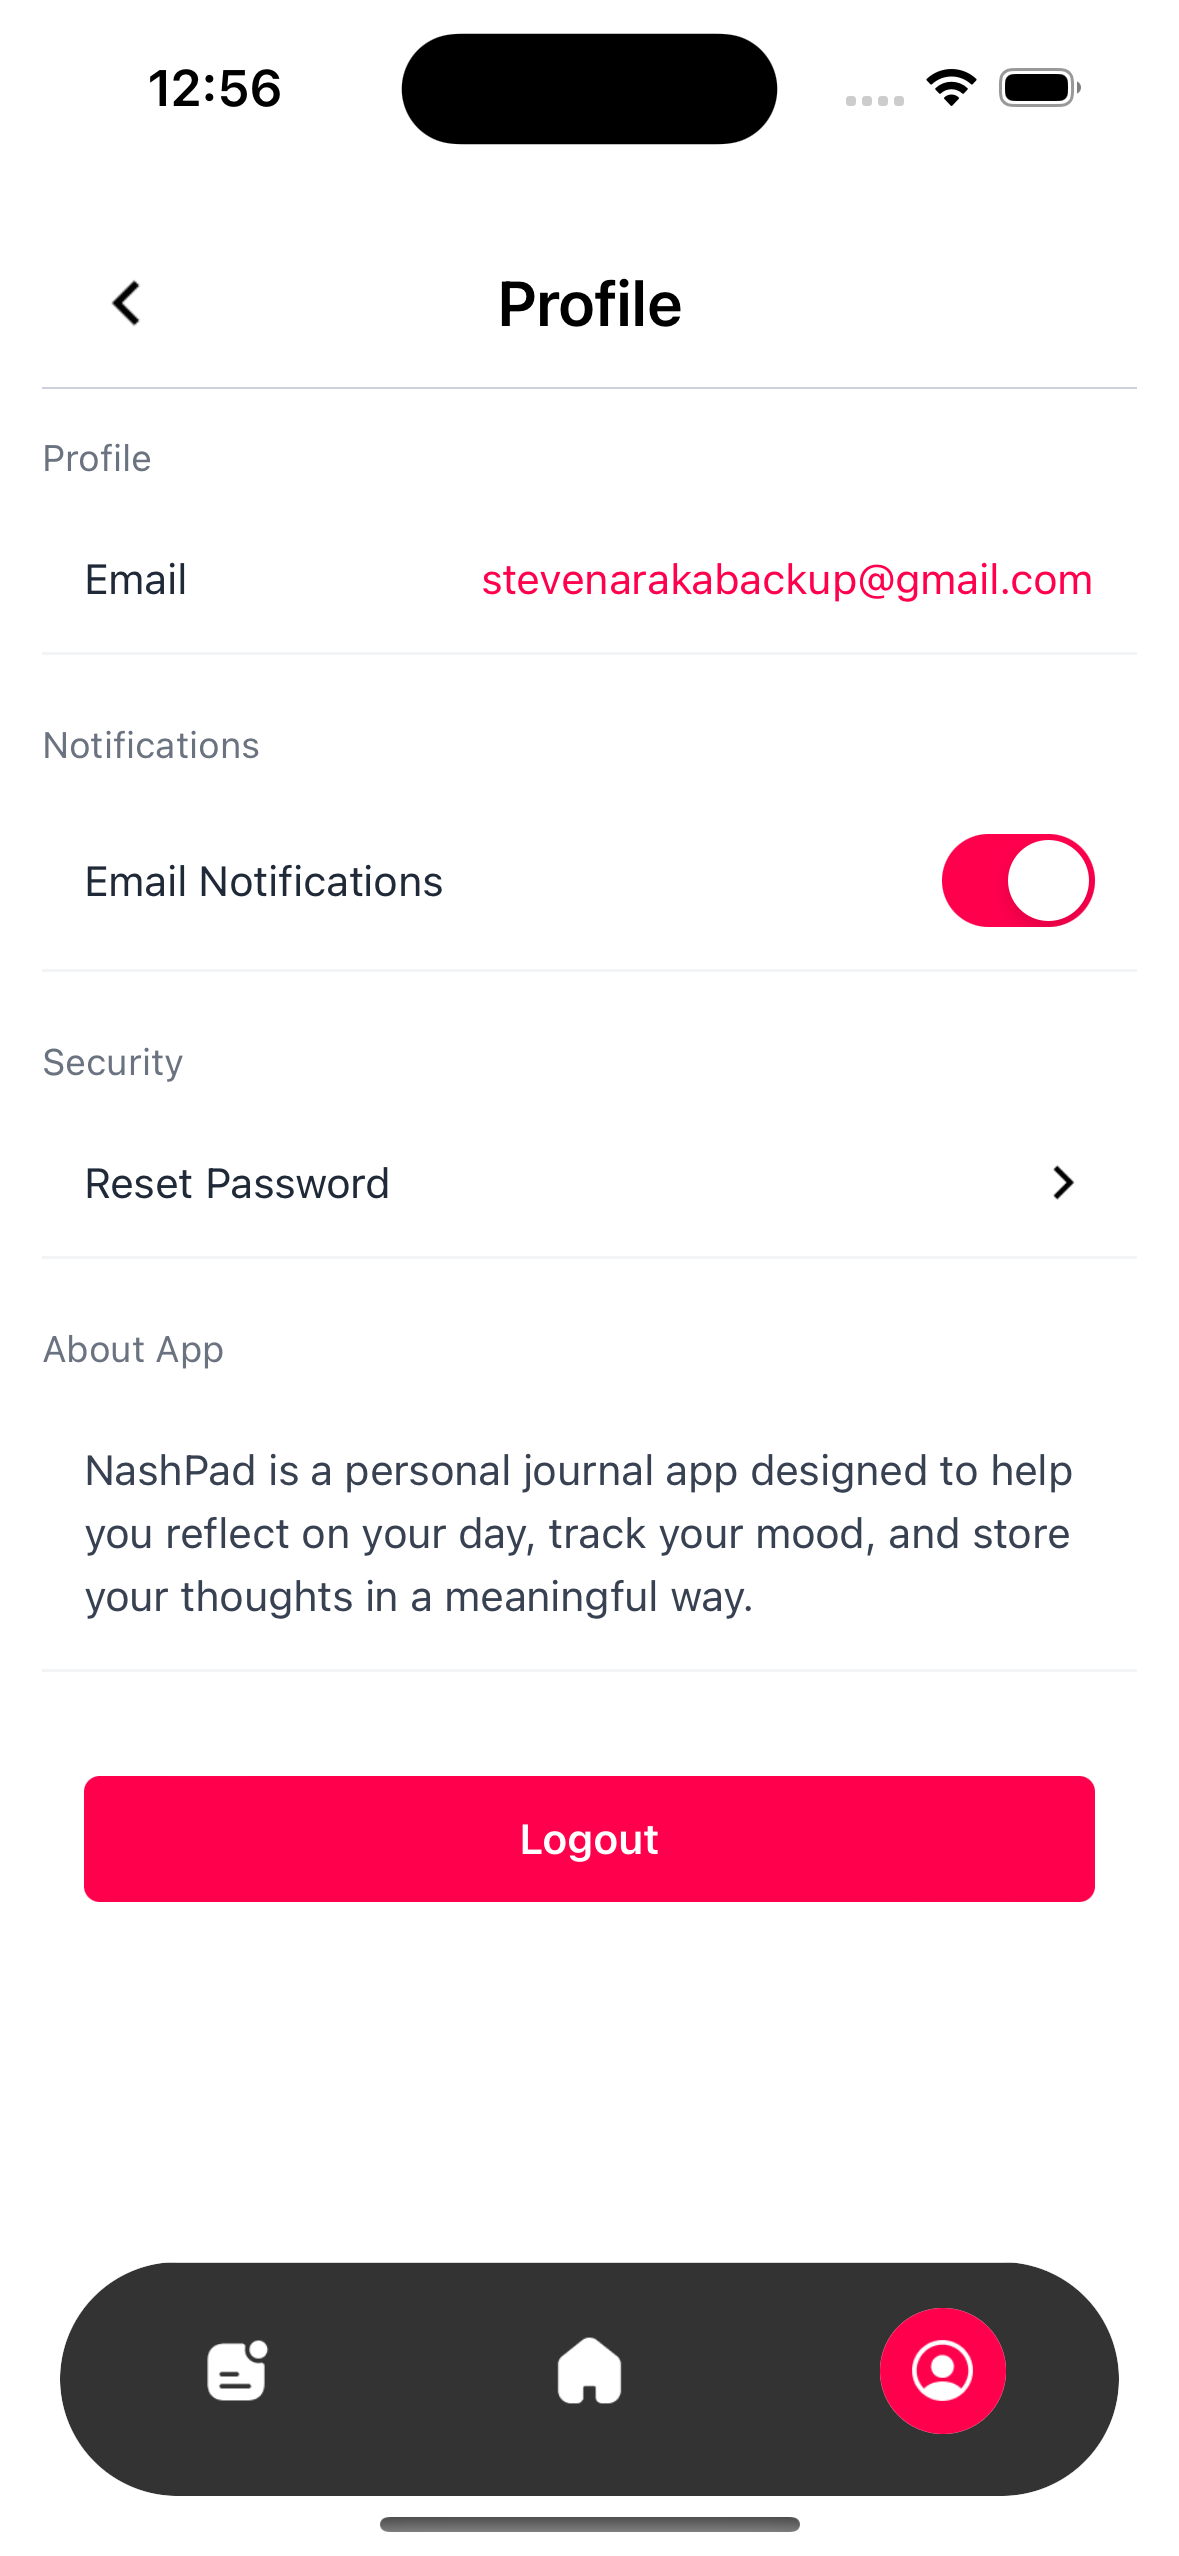 12:56
Profile
Profile
Email stevenarakabackup@gmail.com
Notifications
Email Notifications
Security
Reset Password
About App
NashPad is a personal journal app designed to help
you reflect on your day, track your mood, and store
your thoughts in a meaningful way.
Logout